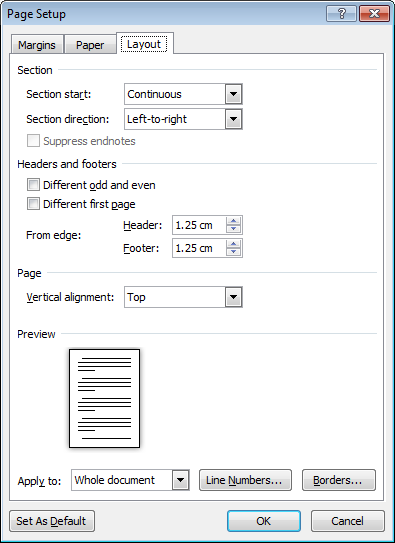 Page Setup
Margins Paper Layout
Section
Section start: Continuous
Section direction: Left-to-right
Suppress endnotes
Headers and footers
Different odd and even
Different first page
From edge: Header: 1.25 cm
Footer: 1.25 cm
Page
Vertical alignment: Top
Preview
Apply to: Whole document Line Numbers... Borders...
Set As Default OK Cancel